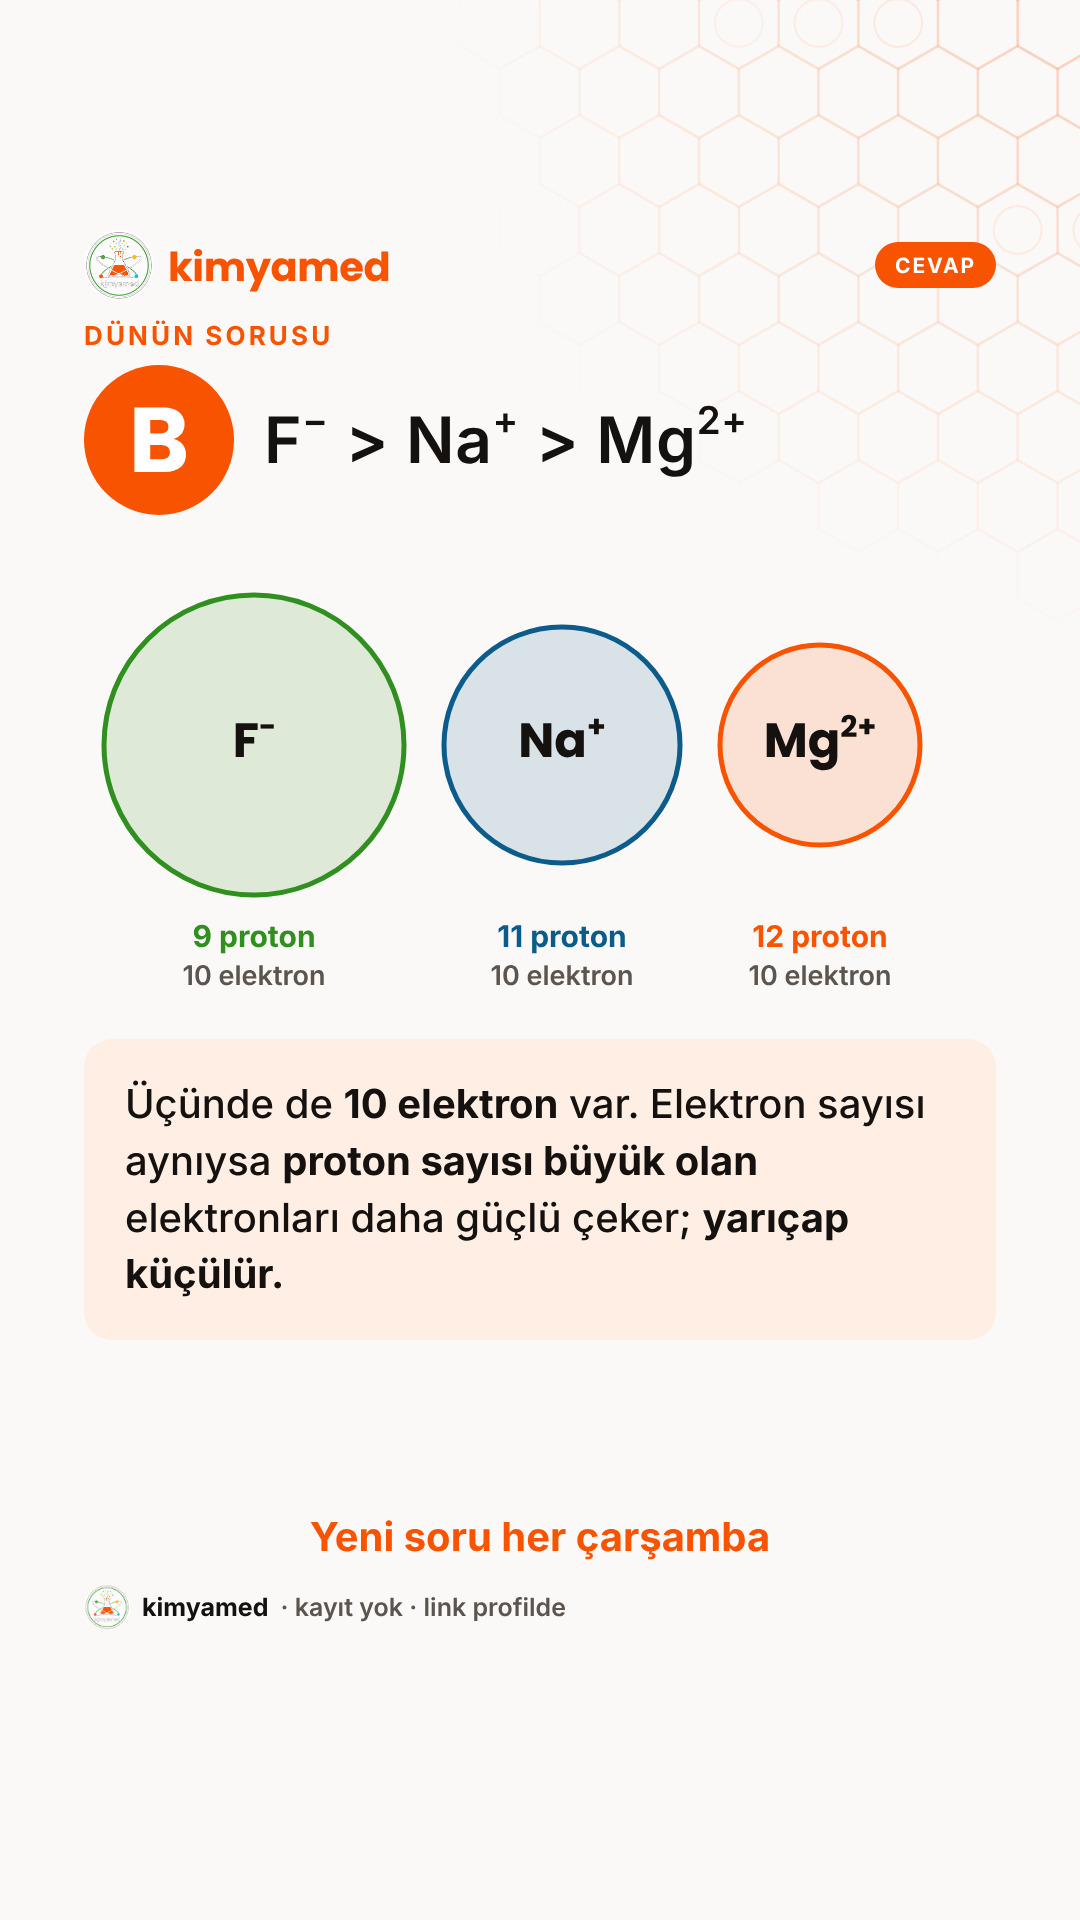 kimyamed
CEVAP
DÜNÜN SORUSU
B F⁻ > Na⁺ > Mg²⁺
F⁻ Na⁺ Mg²⁺
9 proton 11 proton 12 proton
10 elektron 10 elektron 10 elektron
Üçünde de 10 elektron var. Elektron sayısı
aynıysa proton sayısı büyük olan
elektronları daha güçlü çeker; yarıçap
küçülür.
Yeni soru her çarşamba
kimyamed · kayıt yok · link profilde